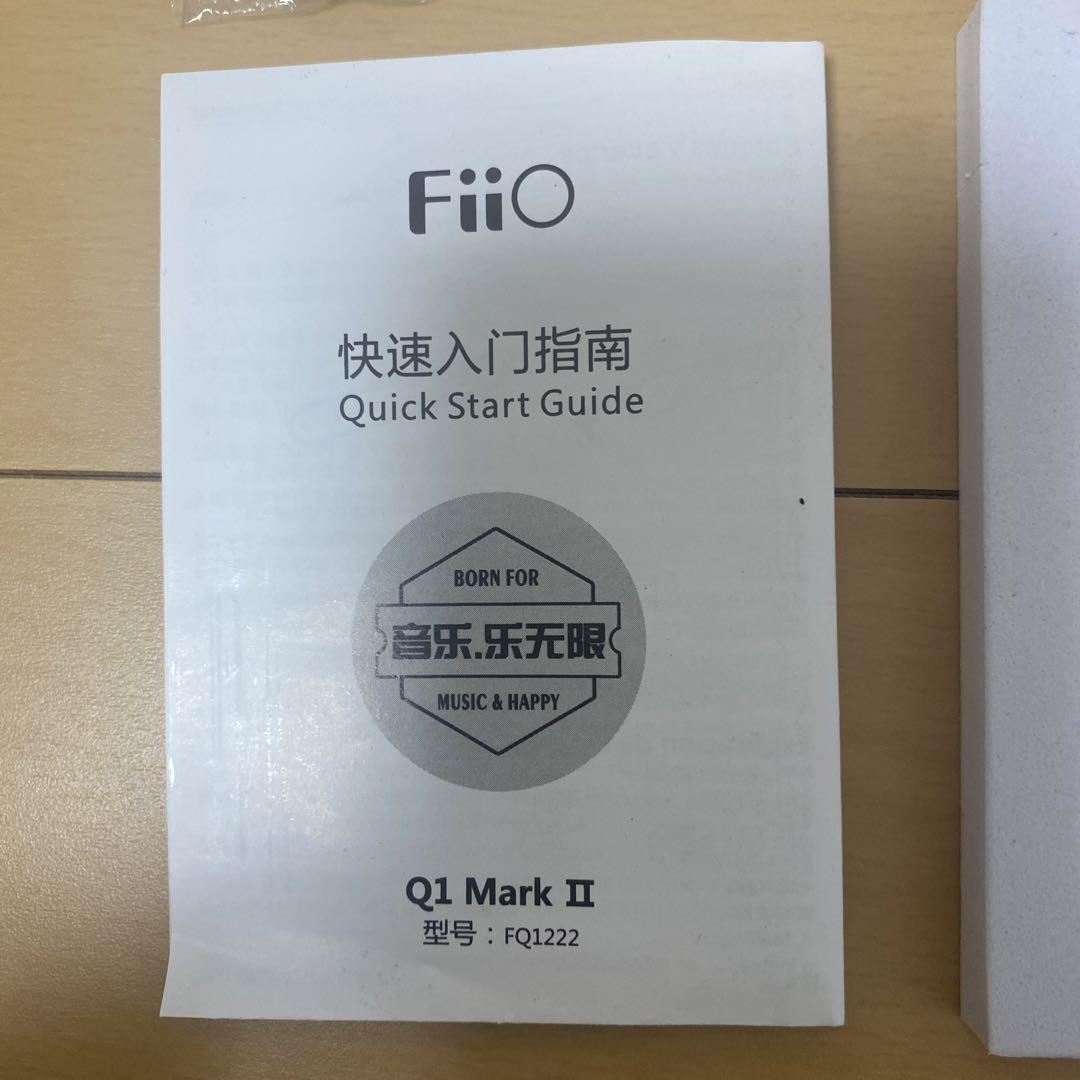 FiiO
快速入门指南
Quick Start Guide
BORN FOR
音乐.乐无限
MUSIC & HAPPY
Q1 Mark Ⅱ
型号：FQ1222